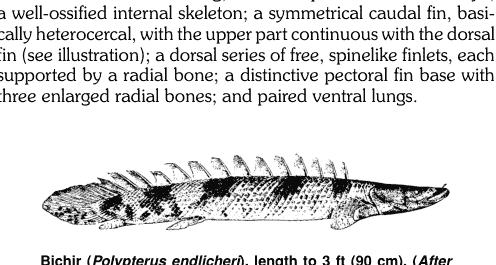 a well-ossified internal skeleton; a symmetrical caudal fin, basi-
cally heterocercal, with the upper part continuous with the dorsal
fin (see illustration); a dorsal series of free, spinelike finlets, each
supported by a radial bone; a distinctive pectoral fin base with
three enlarged radial bones; and paired ventral lungs.
Bichir (Polypterus endlicheri), length to 3 ft (90 cm). (After